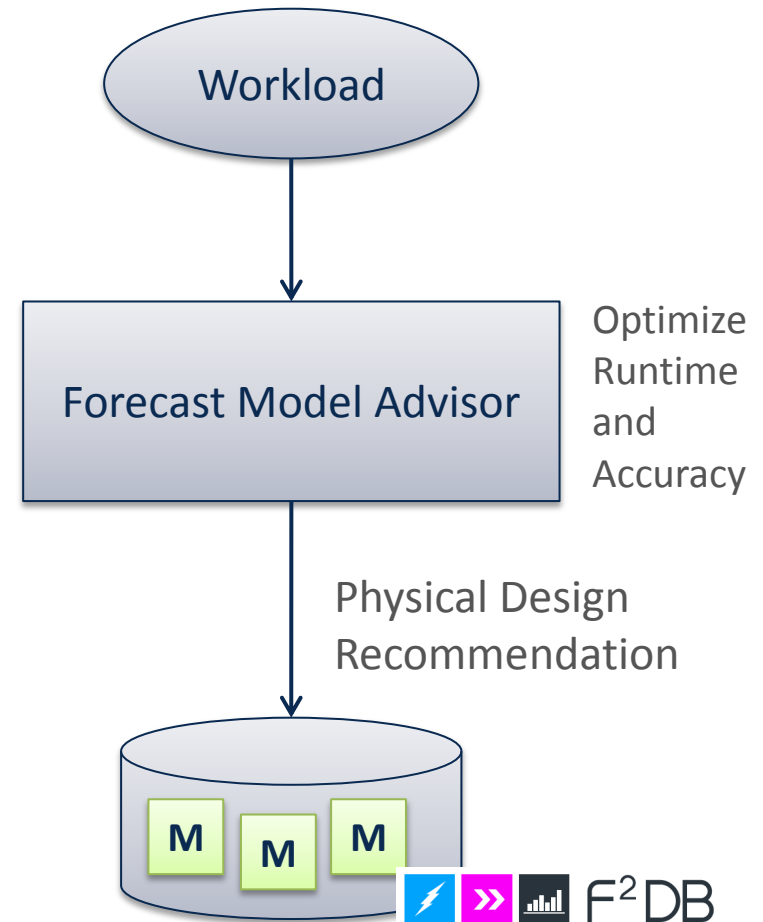 Workload
Forecast Model Advisor
Optimize
Runtime
and
Accuracy
Physical Design
Recommendation
M
M
M
F²DB